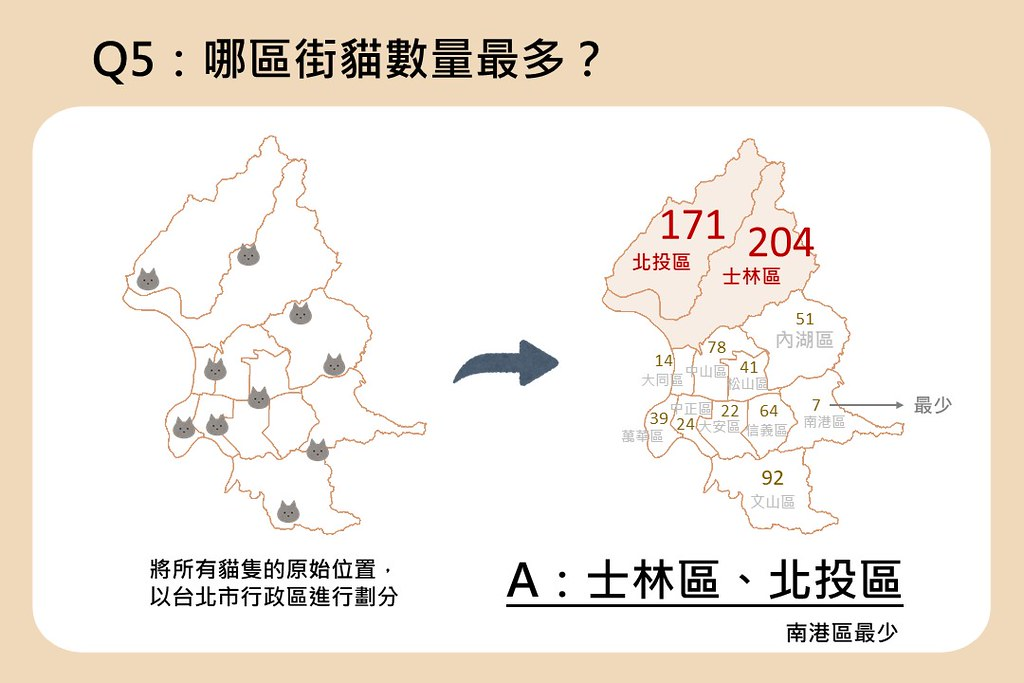 Q5：哪區街貓數量最多？
171
北投區
204
士林區
51
內湖區
78
中山區
14
大同區
41
松山區
7
南港區
最少
39
萬華區
中正區
24
22
大安區
64
信義區
92
文山區
將所有貓隻的原始位置，
以台北市行政區進行劃分
A：士林區、北投區
南港區最少